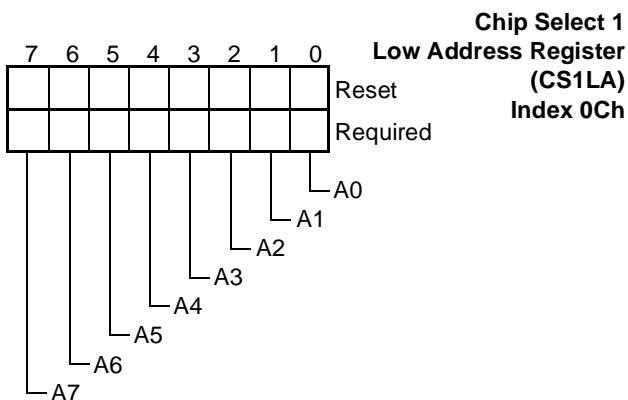 Chip Select 1
Low Address Register
(CS1LA)
Index 0Ch
7 6 5 4 3 2 1 0
Reset
Required
A0
A1
A2
A3
A4
A5
A6
A7